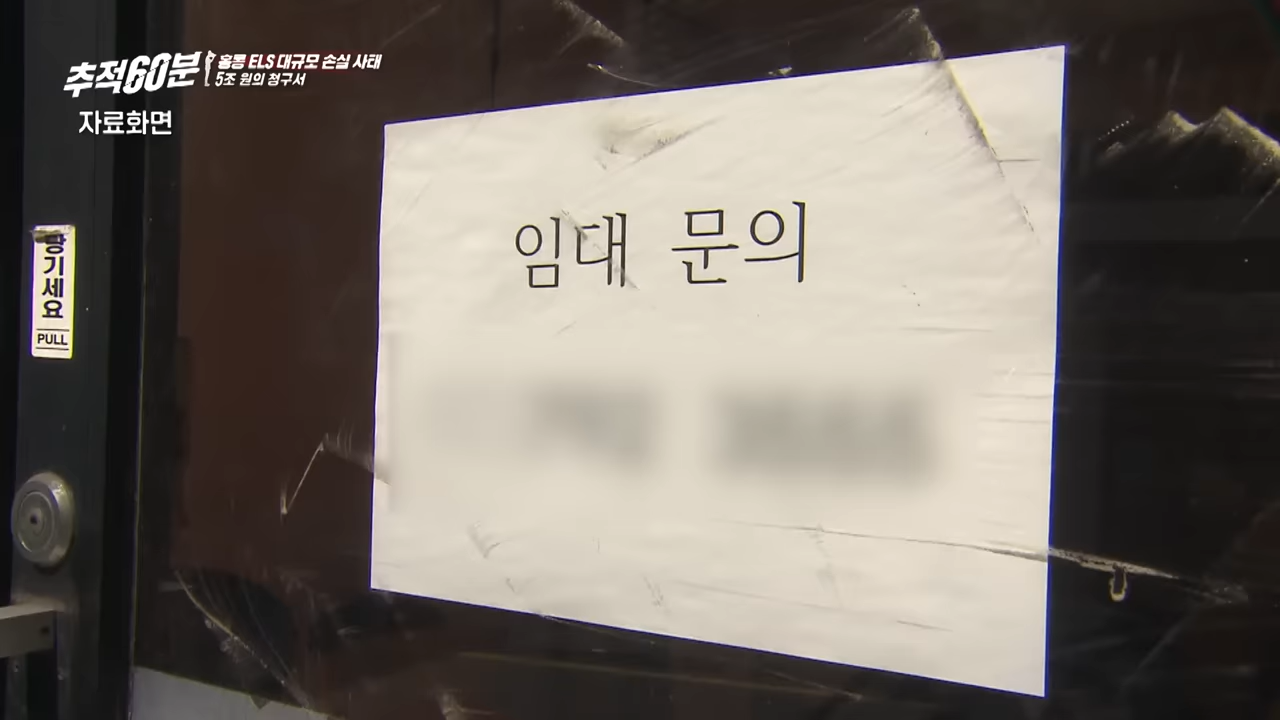 추적60분
홍콩 ELS 대규모 손실 사태
5조 원의 청구서
자료화면
당기세요
PULL
임대 문의